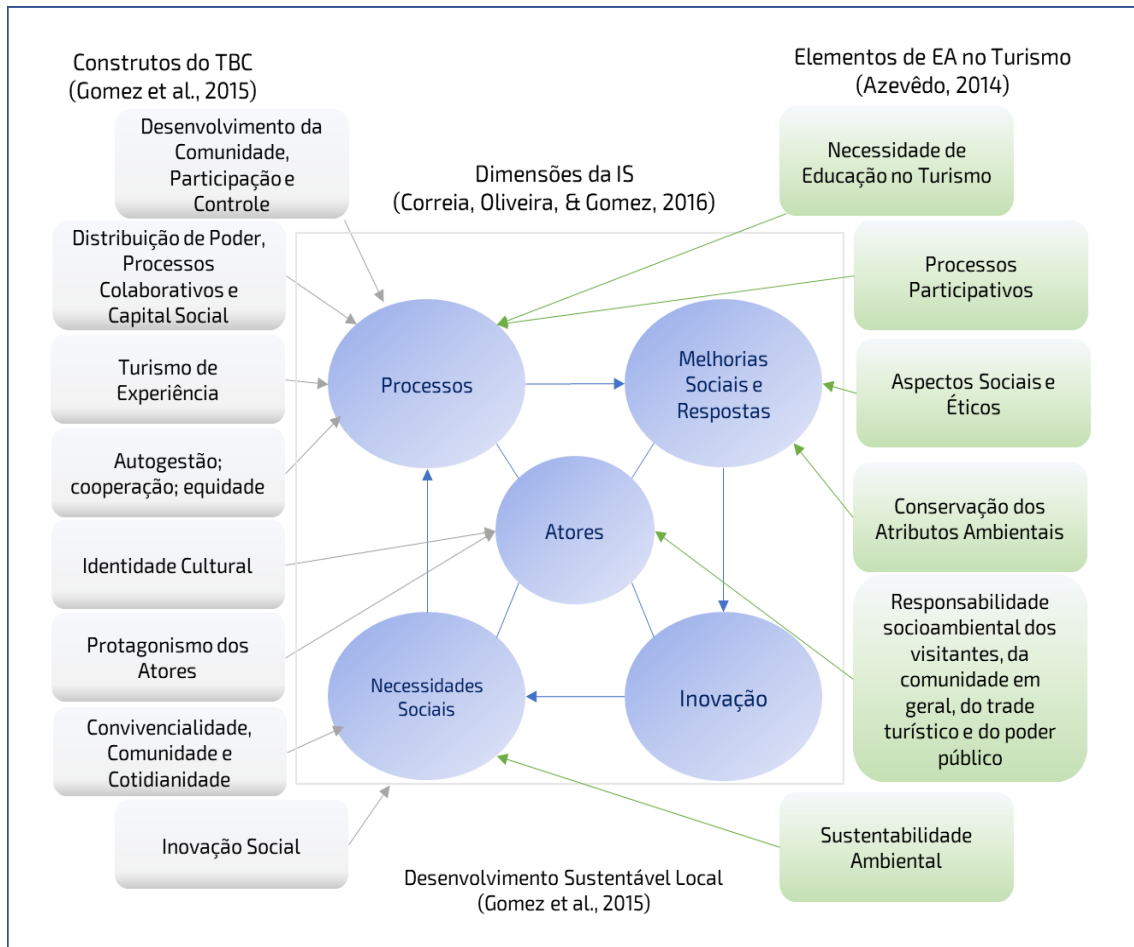 Construtos do TBC
(Gomez et al., 2015)
Desenvolvimento da
Comunidade,
Participação e
Controle
Distribuição de Poder,
Processos
Colaborativos e
Capital Social
Turismo de
Experiência
Autogestão;
cooperação; equidade
Identidade Cultural
Protagonismo dos
Atores
Convivencialidade,
Comunidade e
Cotidianidade
Inovação Social
Dimensões da IS
(Correia, Oliveira, & Gomez, 2016)
Processos
Melhorias
Sociais e
Respostas
Atores
Necessidades
Sociais
Inovação
Desenvolvimento Sustentável Local
(Gomez et al., 2015)
Elementos de EA no Turismo
(Azevêdo, 2014)
Necessidade de
Educação no Turismo
Processos
Participativos
Aspectos Sociais e
Éticos
Conservação dos
Atributos Ambientais
Responsabilidade
socioambiental dos
visitantes, da
comunidade em
geral, do trade
turístico e do poder
público
Sustentabilidade
Ambiental